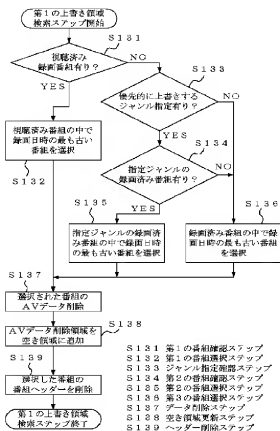 第1の上書き領域
検索ステップ開始
S131
視聴済み
録画番組有り?
NO
YES
S133
優先的に上書きする
ジャンル指定有り?
NO
YES
S134
指定ジャンルの
録画済み番組有り?
NO
YES
視聴済み番組の中で
録画日時の最も古い
番組を選択
S132
S135
指定ジャンルの録画済
み番組の中で録画日時
の最も古い番組を選択
S136
録画済み番組の中で録
画日時の最も古い番組
を選択
S137
選択された番組の
AVデータ削除
S138
AVデータ削除領域を
空き領域に追加
S139
選択した番組の
番組ヘッダーを削除
第1の上書き領域
検索ステップ終了
S131 第1の番組確認ステップ
S132 第1の番組選択ステップ
S133 ジャンル指定確認ステップ
S134 第2の番組確認ステップ
S135 第2の番組選択ステップ
S136 第3の番組選択ステップ
S137 データ削除ステップ
S138 空き領域更新ステップ
S139 ヘッダー削除ステップ